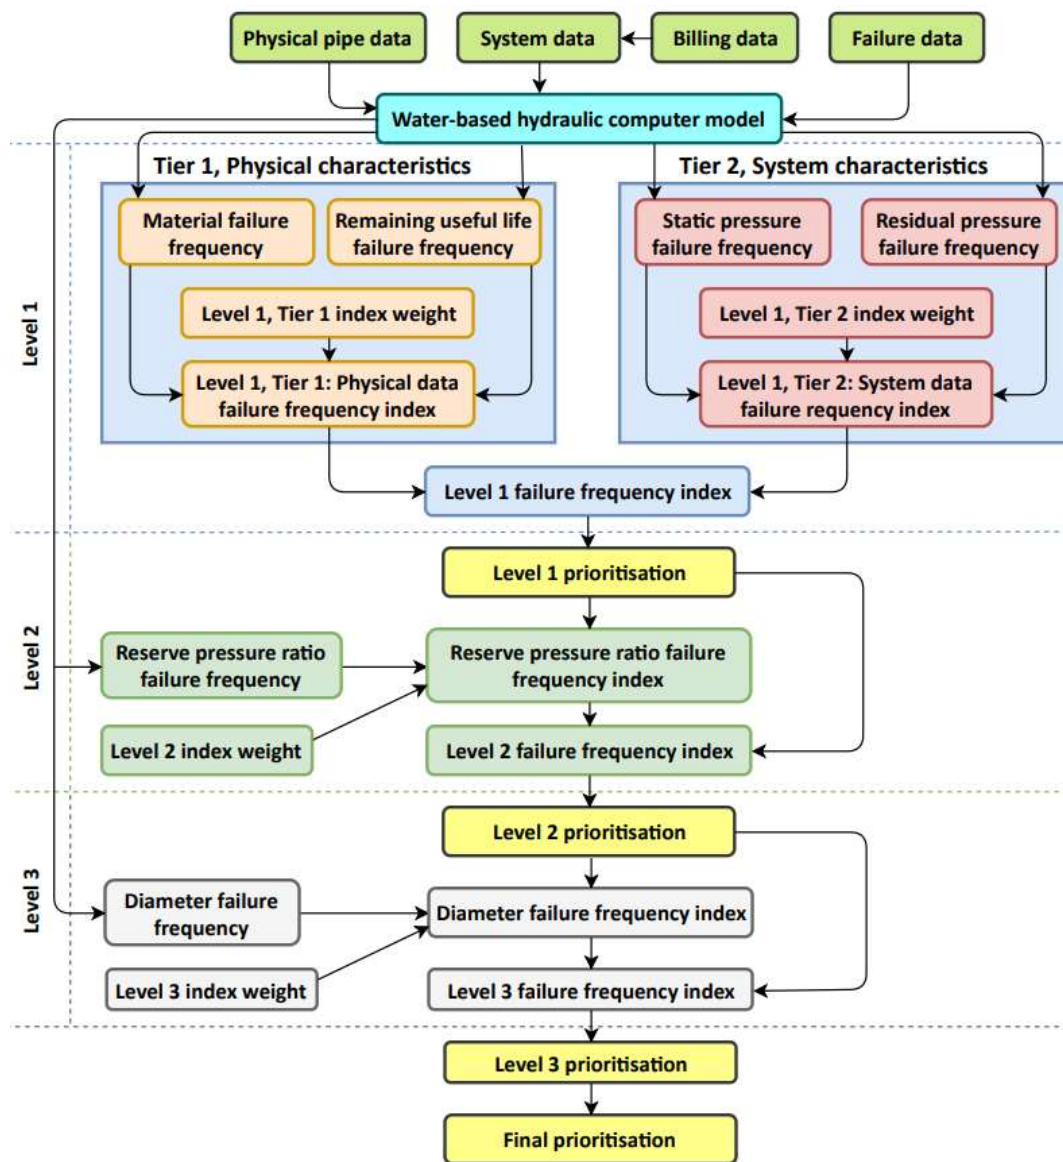 Physical pipe data
System data
Billing data
Failure data
Water-based hydraulic computer model
Level 1
Tier 1, Physical characteristics
Tier 2, System characteristics
Material failure
frequency
Remaining useful life
failure frequency
Static pressure
failure frequency
Residual pressure
failure frequency
Level 1, Tier 1 index weight
Level 1, Tier 2 index weight
Level 1, Tier 1: Physical data
failure frequency index
Level 1, Tier 2: System data
failure requency index
Level 1 failure frequency index
Level 2
Level 1 prioritisation
Reserve pressure ratio
failure frequency
Reserve pressure ratio failure
frequency index
Level 2 index weight
Level 2 failure frequency index
Level 3
Level 2 prioritisation
Diameter failure
frequency
Diameter failure frequency index
Level 3 index weight
Level 3 failure frequency index
Level 3 prioritisation
Final prioritisation